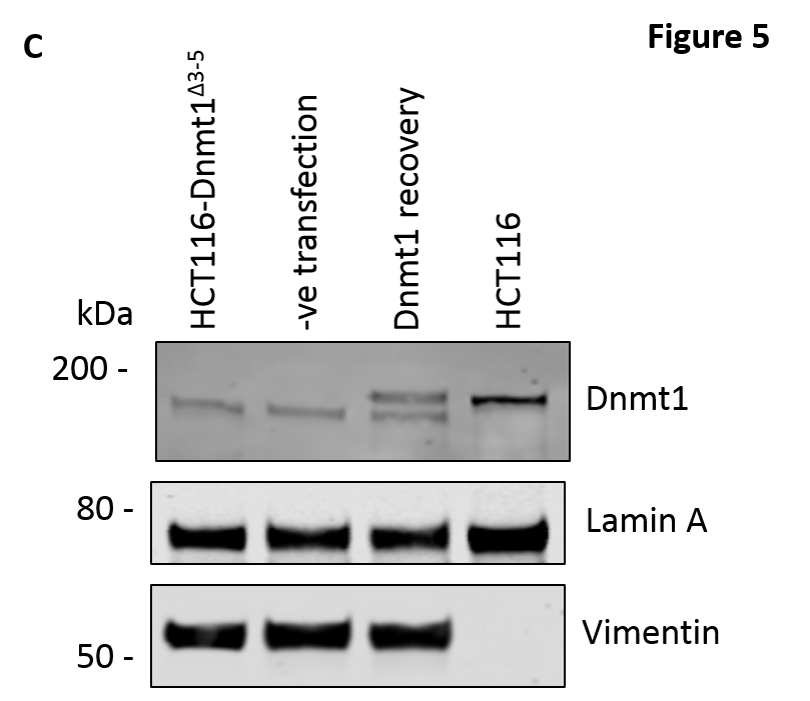 C
Figure 5
HCT116-Dnmt1Δ3-5
-ve transfection
Dnmt1 recovery
HCT116
kDa
200 -
Dnmt1
80 -
Lamin A
Vimentin
50 -